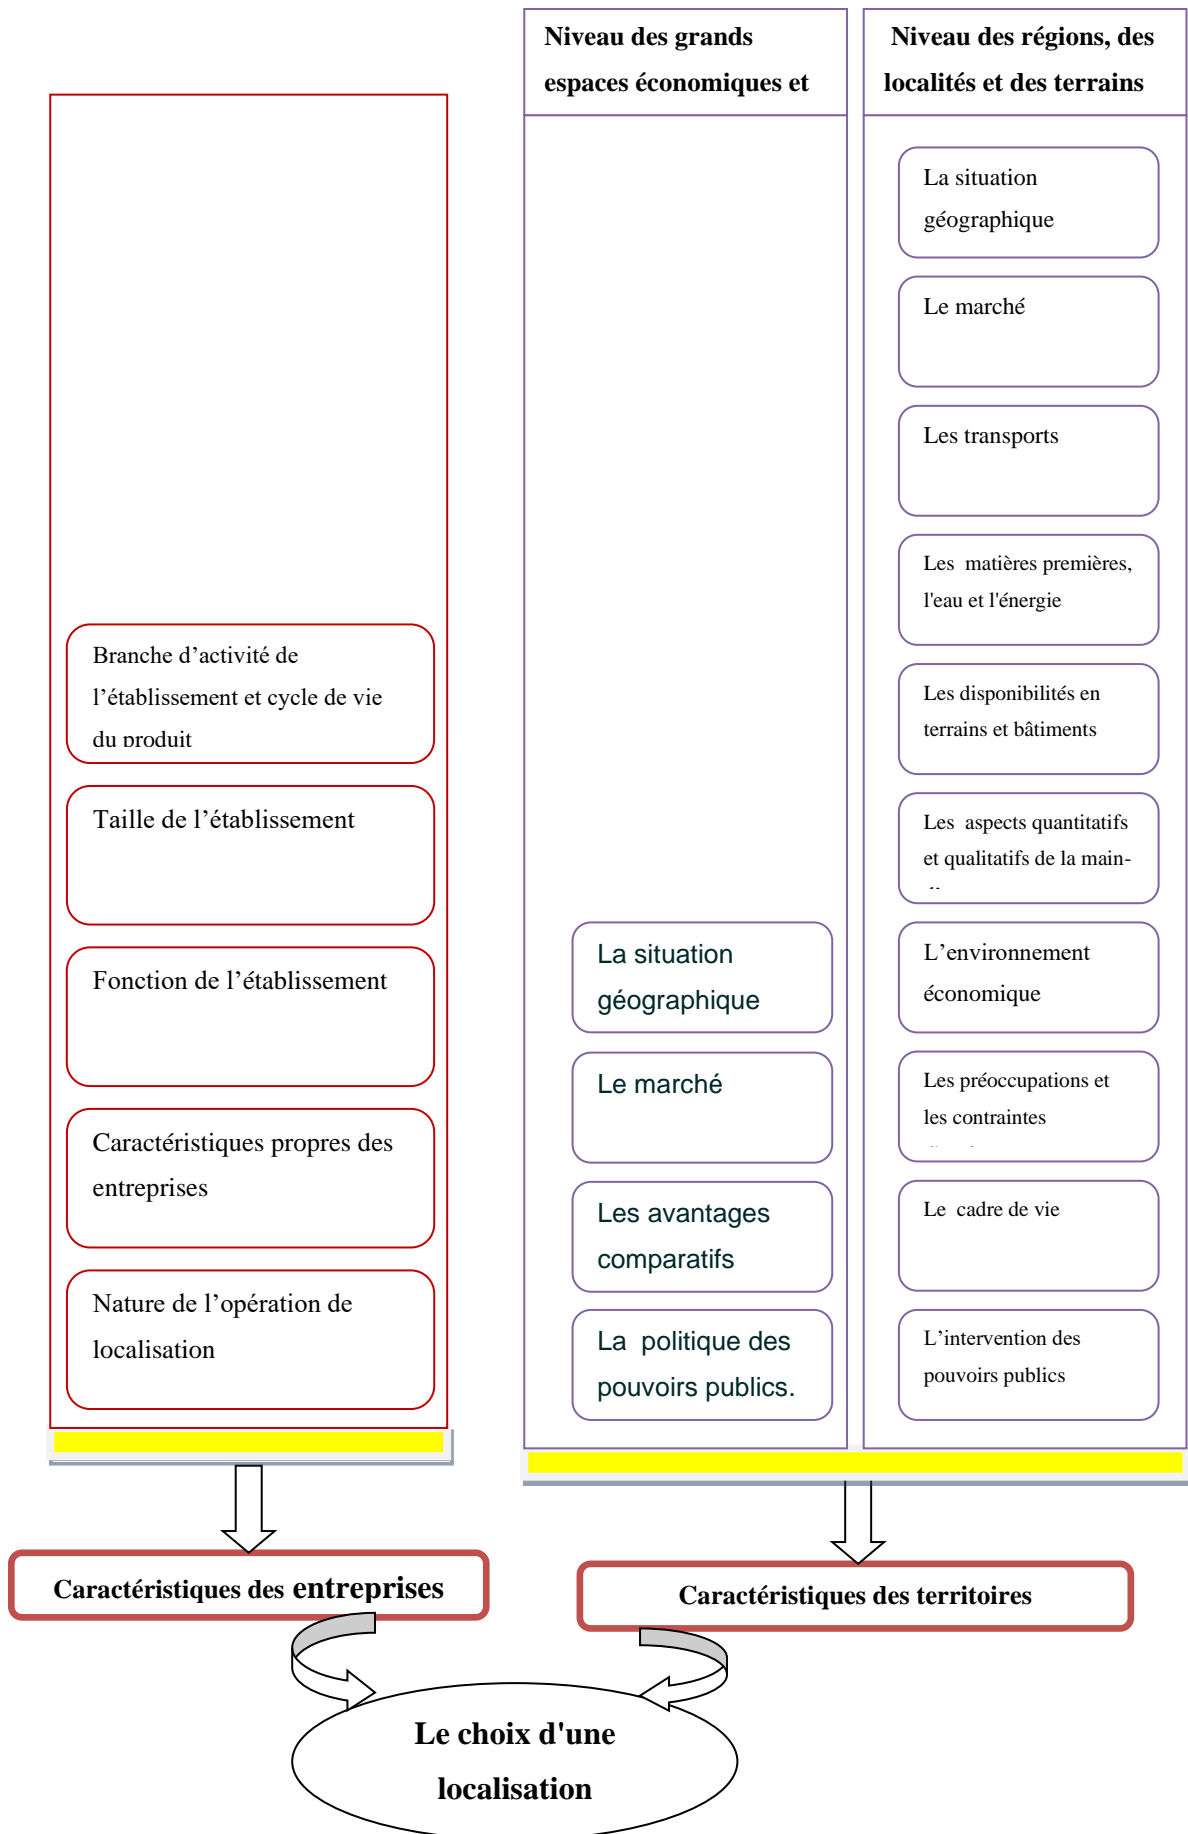 Niveau des grands
espaces économiques et
Niveau des régions, des
localités et des terrains
Branche d’activité de
l’établissement et cycle de vie
du produit
Taille de l’établissement
Fonction de l’établissement
Caractéristiques propres des
entreprises
Nature de l’opération de
localisation
La situation
géographique
Le marché
Les avantages
comparatifs
La  politique des
pouvoirs publics.
La situation
géographique
Le marché
Les transports
Les  matières premières,
l'eau et l'énergie
Les disponibilités en
terrains et bâtiments
Les  aspects quantitatifs
et qualitatifs de la main-
L’environnement
économique
Les préoccupations et
les contraintes
Le  cadre de vie
L’intervention des
pouvoirs publics
Caractéristiques des entreprises
Caractéristiques des territoires
Le choix d'une
localisation